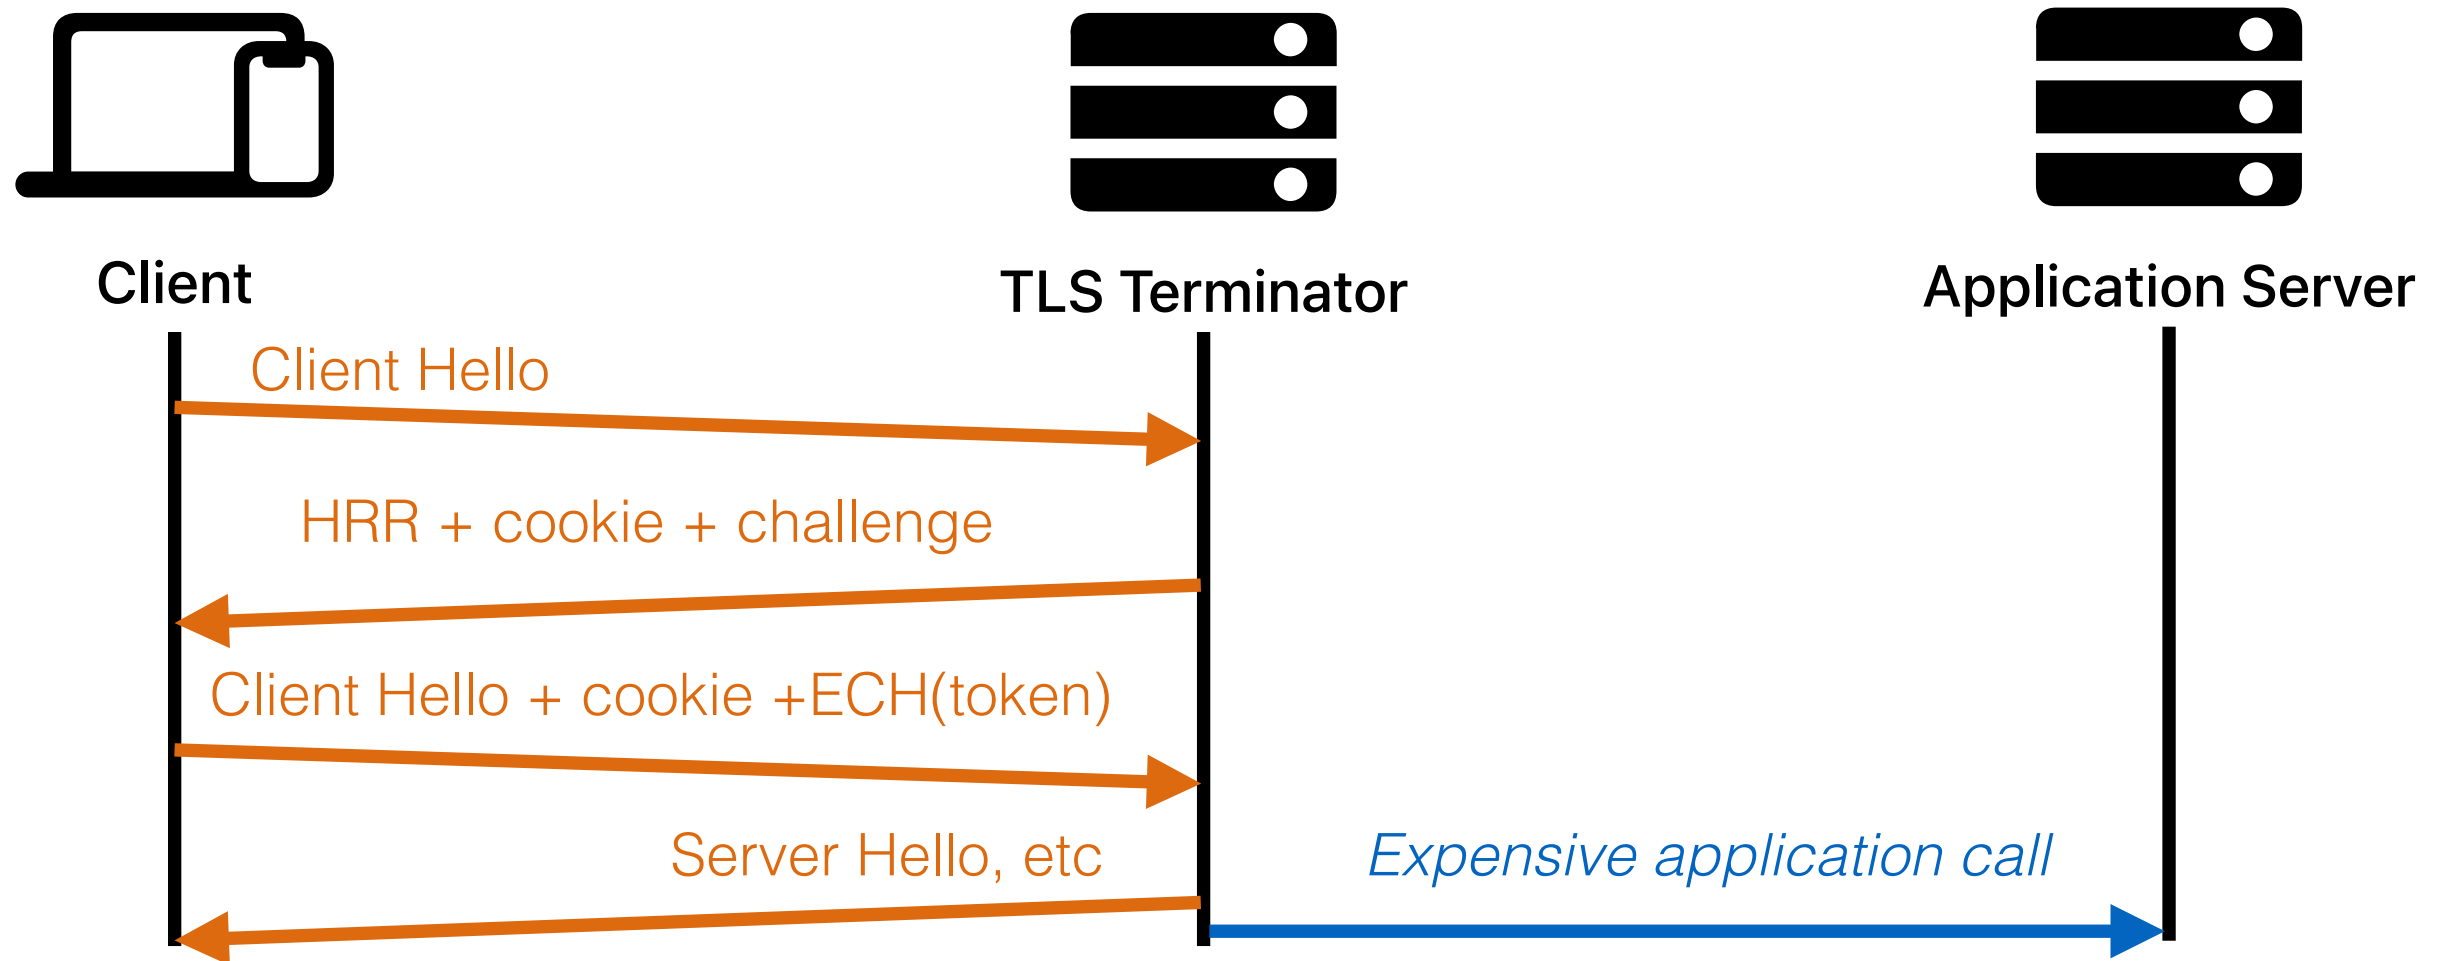 Client
TLS Terminator
Application Server
Client Hello
HRR + cookie + challenge
Client Hello + cookie +ECH(token)
Server Hello, etc
Expensive application call